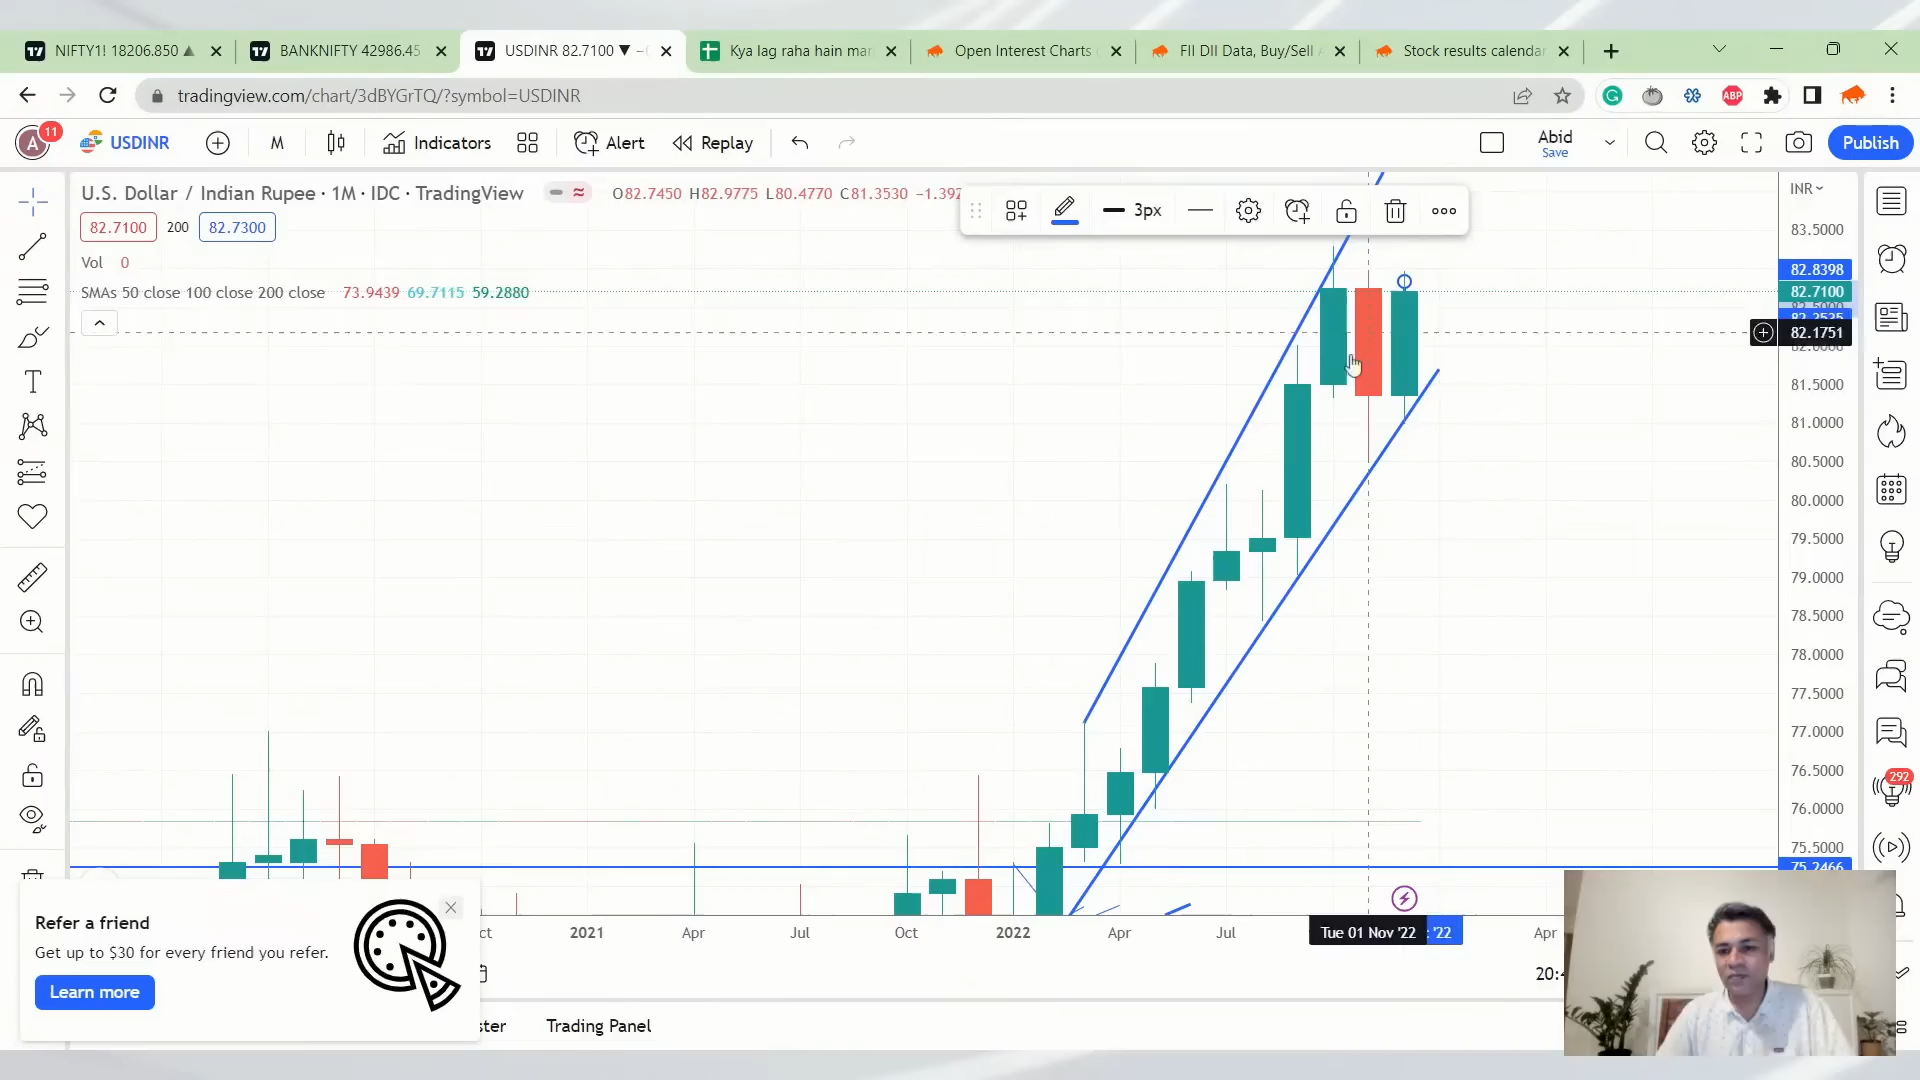 NIFTY1! 18206.850 ▲
BANKNIFTY 42986.45
USDINR 82.7100 ▼ −
Kya lag raha hain mar
Open Interest Charts
FII DII Data, Buy/Sell
Stock results calendar
tradingview.com/chart/3dBYGrTQ/?symbol=USDINR
ABP
A
11
USDINR
M
Indicators
Alert
Replay
Abid
Save
Publish
U.S. Dollar / Indian Rupee · 1M · IDC · TradingView
O82.7450 H82.9775 L80.4770 C81.3530 −1.392
3px
INR
82.7100
200
82.7300
Vol 0
SMAs 50 close 100 close 200 close 73.9439 69.7115 59.2880
83.5000
82.8398
82.7100
82.1751
81.5000
81.0000
80.5000
80.0000
79.5000
79.0000
78.5000
78.0000
77.5000
77.0000
76.5000
76.0000
75.5000
75.2466
292
2021
Apr
Jul
Oct
2022
Apr
Jul
Tue 01 Nov '22
'22
Apr
Refer a friend
Get up to $30 for every friend you refer.
Learn more
Trading Panel